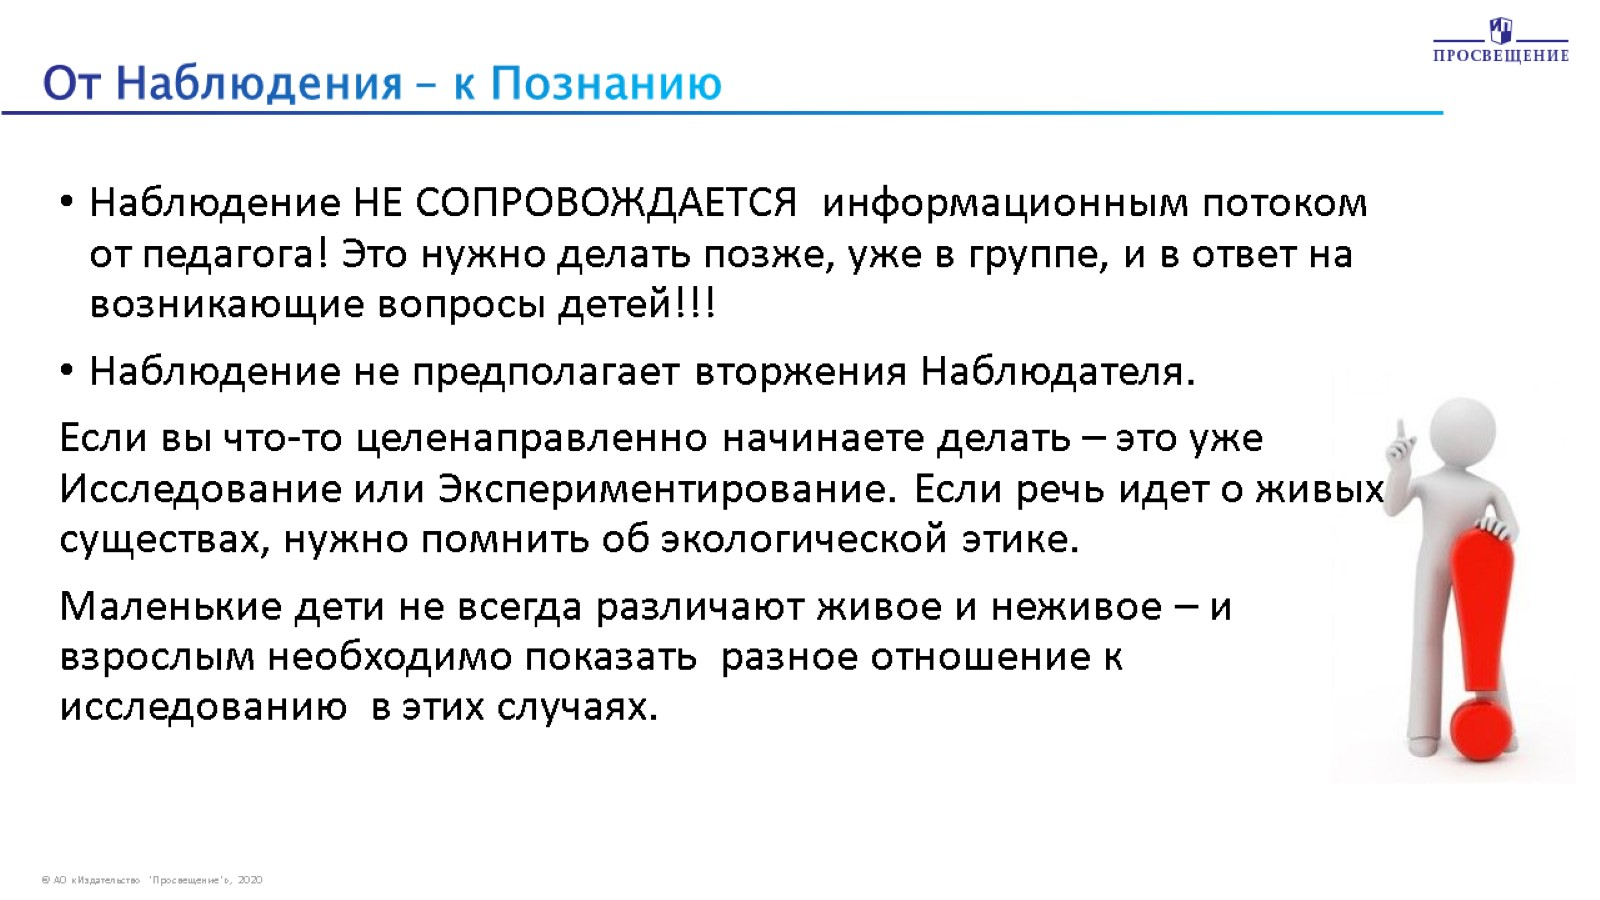 ИП
ПРОСВЕЩЕНИЕ
От Наблюдения – к Познанию
• Наблюдение НЕ СОПРОВОЖДАЕТСЯ информационным потоком
от педагога! Это нужно делать позже, уже в группе, и в ответ на
возникающие вопросы детей!!!
• Наблюдение не предполагает вторжения Наблюдателя.
Если вы что-то целенаправленно начинаете делать – это уже
Исследование или Экспериментирование. Если речь идет о живых
существах, нужно помнить об экологической этике.
Маленькие дети не всегда различают живое и неживое – и
взрослым необходимо показать разное отношение к
исследованию в этих случаях.
© АО «Издательство "Просвещение"», 2020